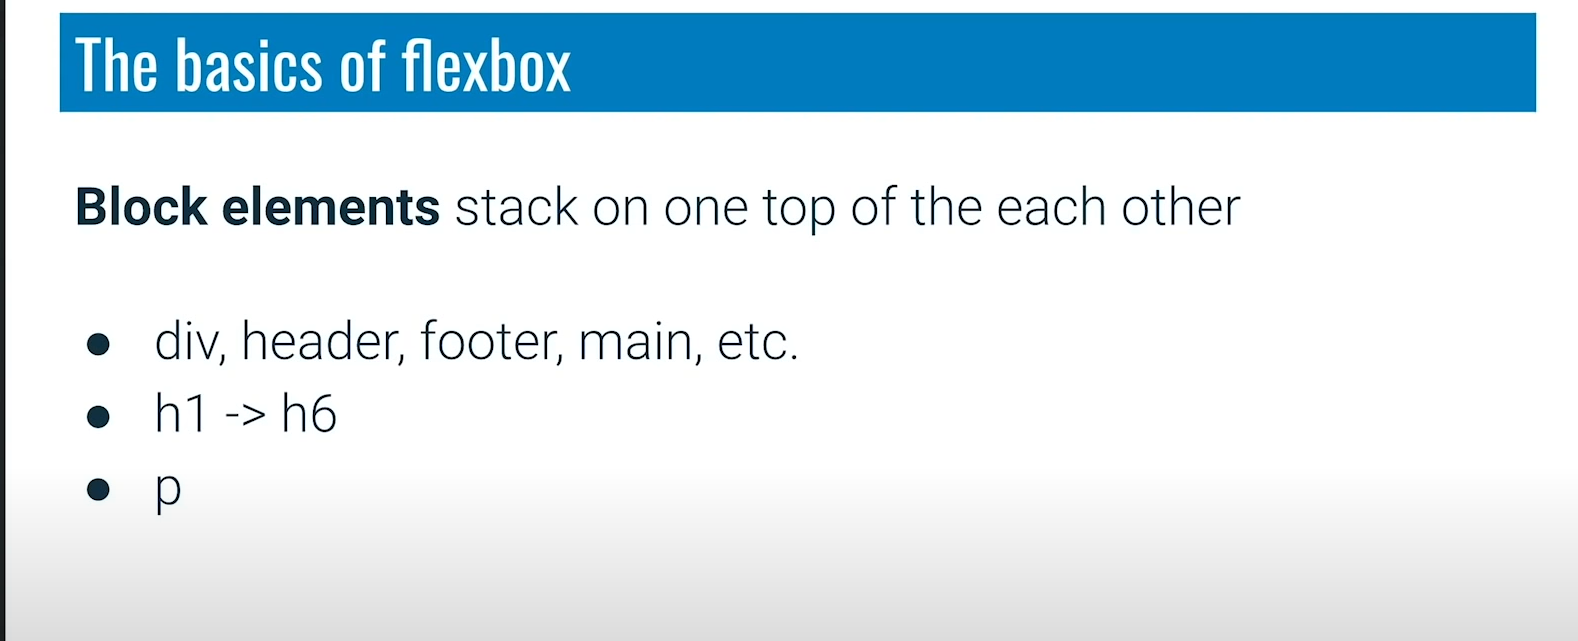 The basics of flexbox
Block elements stack on one top of the each other
● div, header, footer, main, etc.
● h1 -> h6
● p